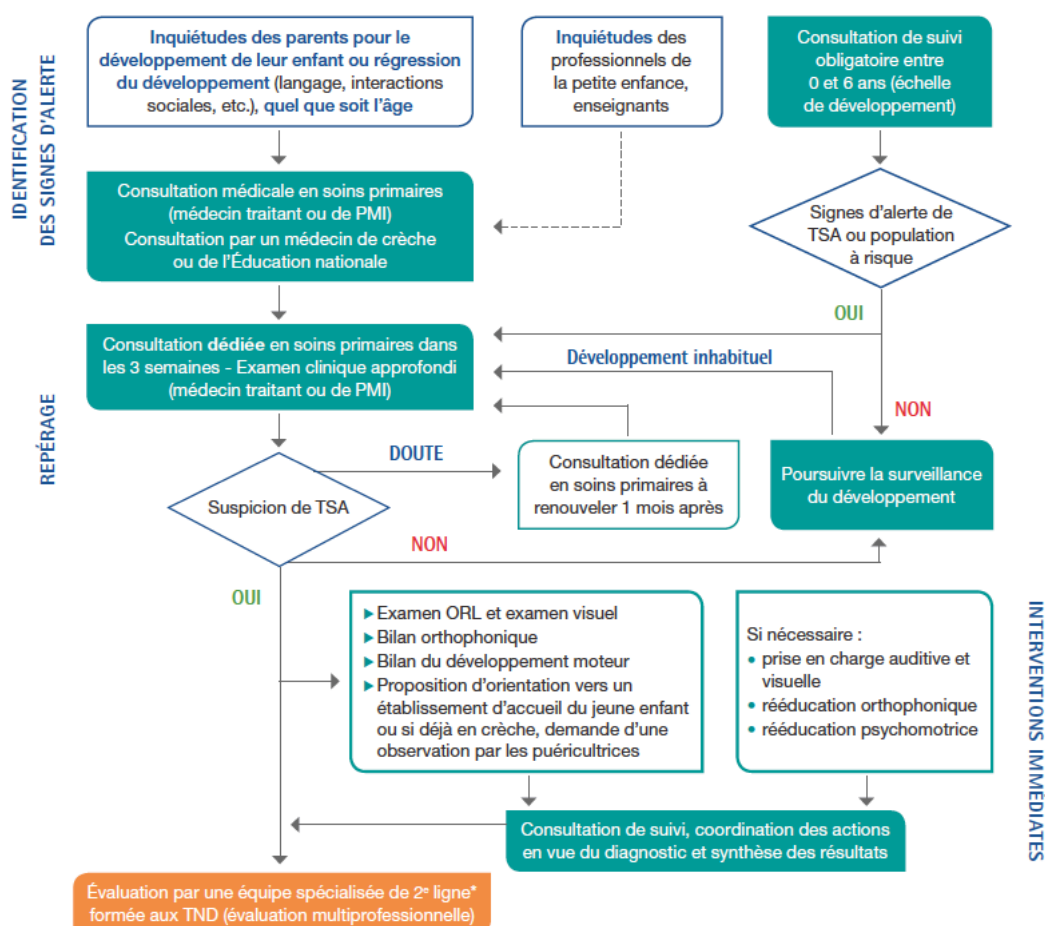 IDENTIFICATION
DES SIGNES D'ALERTE
Inquiétudes des parents pour le
développement de leur enfant ou régression
du développement (langage, interactions
sociales, etc.), quel que soit l'âge
Inquiétudes des
professionnels de
la petite enfance,
enseignants
Consultation de suivi
obligatoire entre
0 et 6 ans (échelle
de développement)
Consultation médicale en soins primaires
(médecin traitant ou de PMI)
Consultation par un médecin de crèche
ou de l'Éducation nationale
Signes d'alerte de
TSA ou population
à risque
OUI
REPÉRAGE
Consultation dédiée en soins primaires dans
les 3 semaines - Examen clinique approfondi
(médecin traitant ou de PMI)
Développement inhabituel
NON
DOUTE
Suspicion de TSA
Consultation dédiée
en soins primaires à
renouveler 1 mois après
Poursuivre la surveillance
du développement
NON
OUI
▶ Examen ORL et examen visuel
▶ Bilan orthophonique
▶ Bilan du développement moteur
▶ Proposition d'orientation vers un
établissement d'accueil du jeune enfant
ou si déjà en crèche, demande d'une
observation par les puéricultrices
Si nécessaire :
• prise en charge auditive et
visuelle
• rééducation orthophonique
• rééducation psychomotrice
INTERVENTIONS IMMÉDIATES
Consultation de suivi, coordination des actions
en vue du diagnostic et synthèse des résultats
Évaluation par une équipe spécialisée de 2e ligne*
formée aux TND (évaluation multiprofessionnelle)